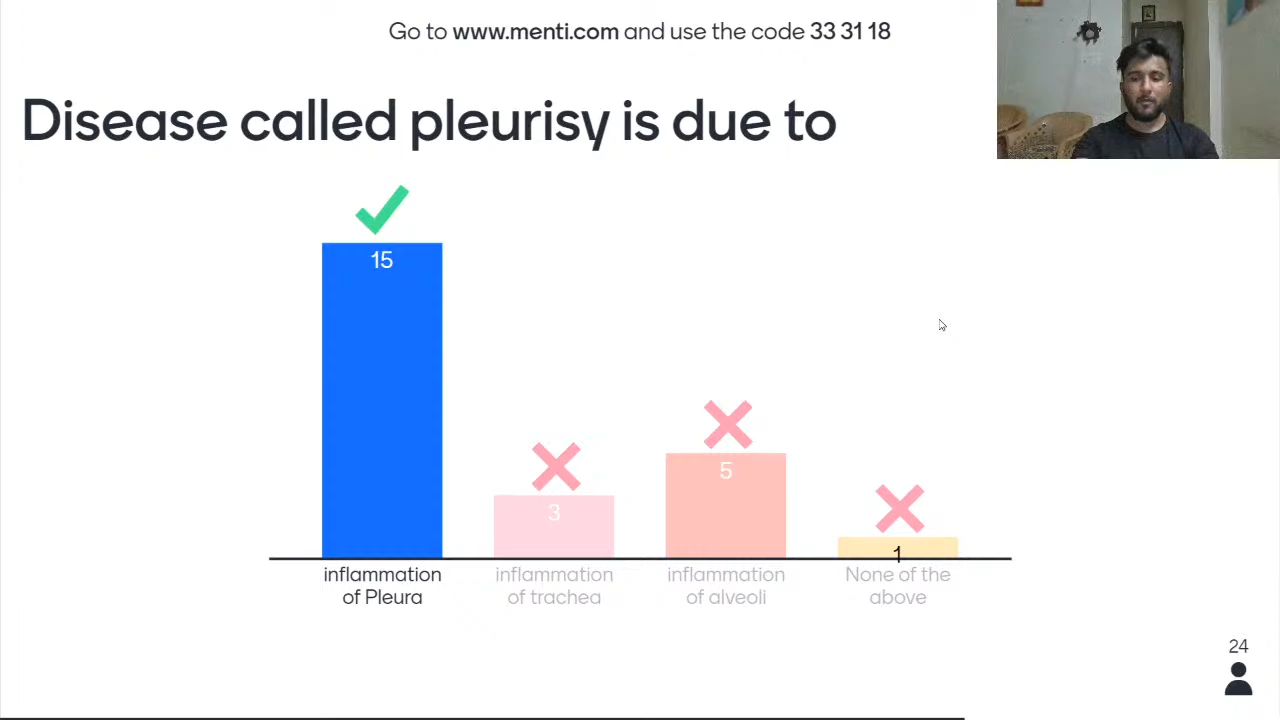 Go to www.menti.com and use the code 33 31 18
Disease called pleurisy is due to
15
3
5
1
inflammation of Pleura
inflammation of trachea
inflammation of alveoli
None of the above
24